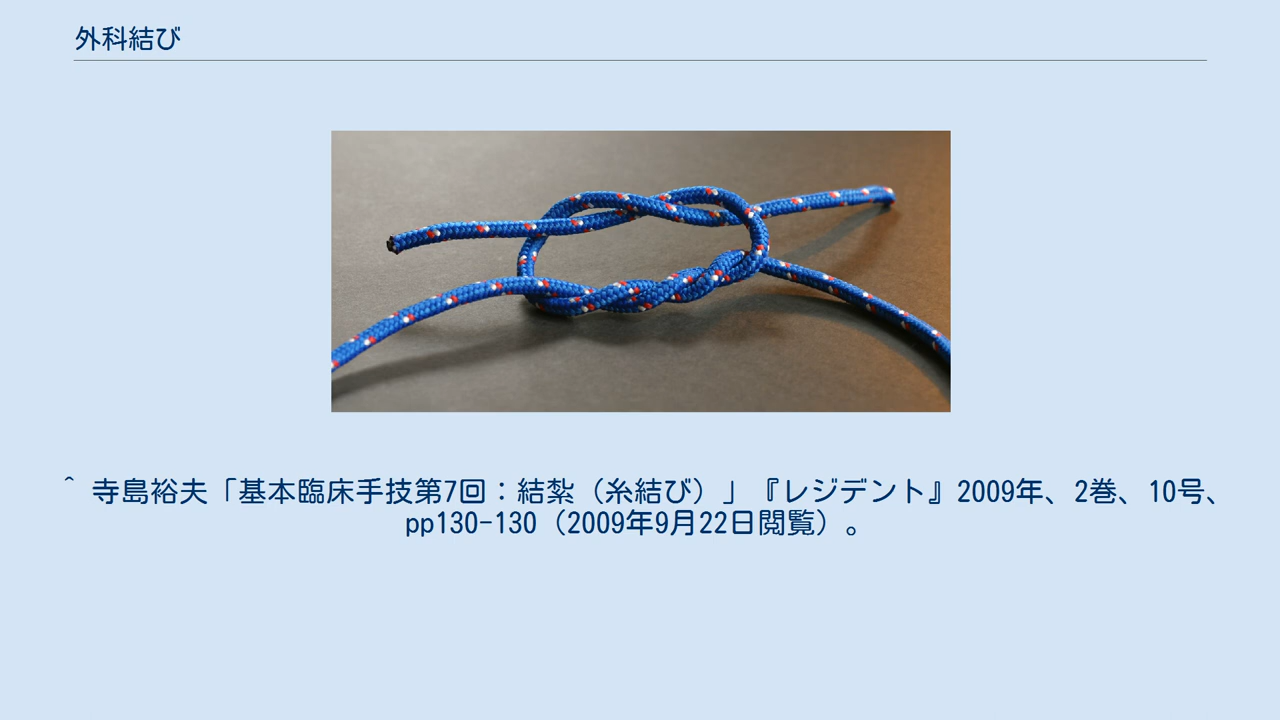 外科結び
^ 寺島裕夫「基本臨床手技第7回：結紮（糸結び）」『レジデント』2009年、2巻、10号、
pp130-130（2009年9月22日閲覧）。